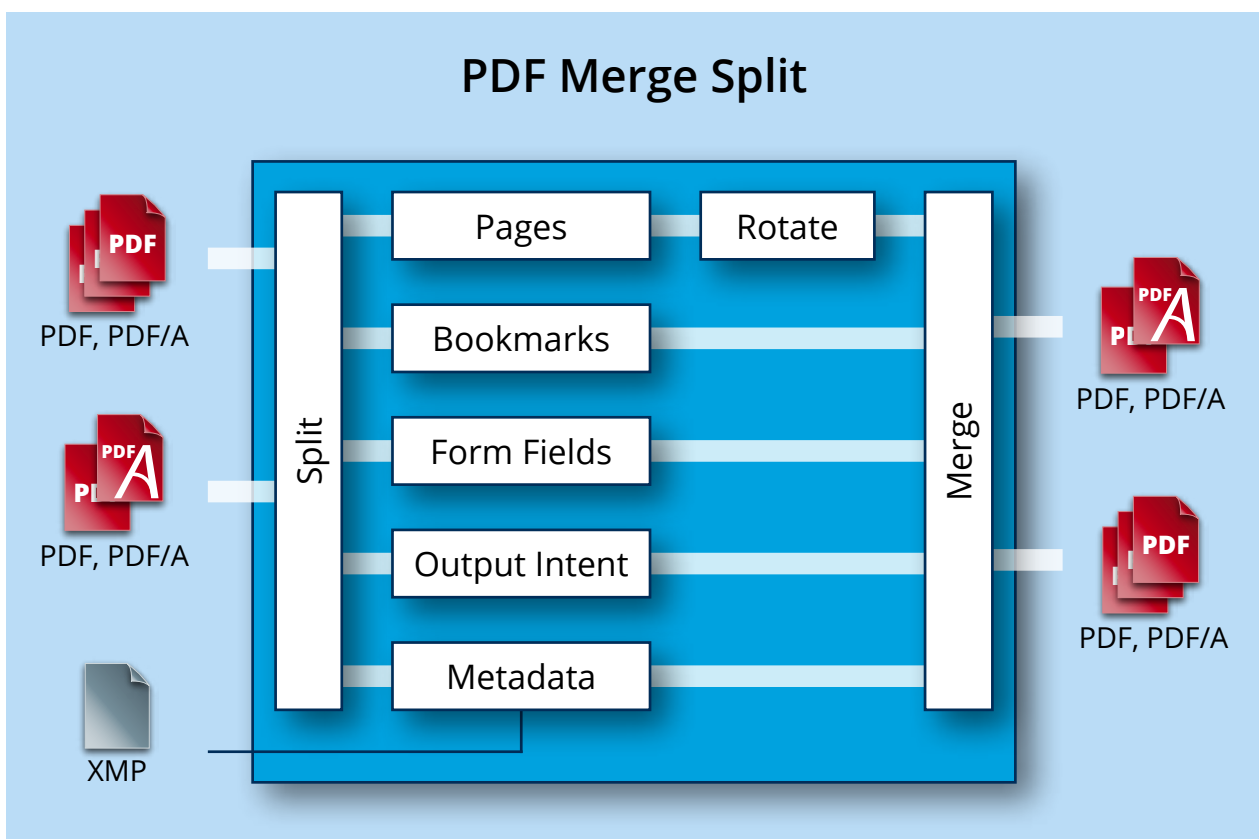 PDF Merge Split
PDF
PDF, PDF/A
PDF
A
PDF, PDF/A
XMP
Split
Pages
Rotate
Bookmarks
Form Fields
Output Intent
Metadata
Merge
PDF
A
PDF, PDF/A
PDF
PDF, PDF/A